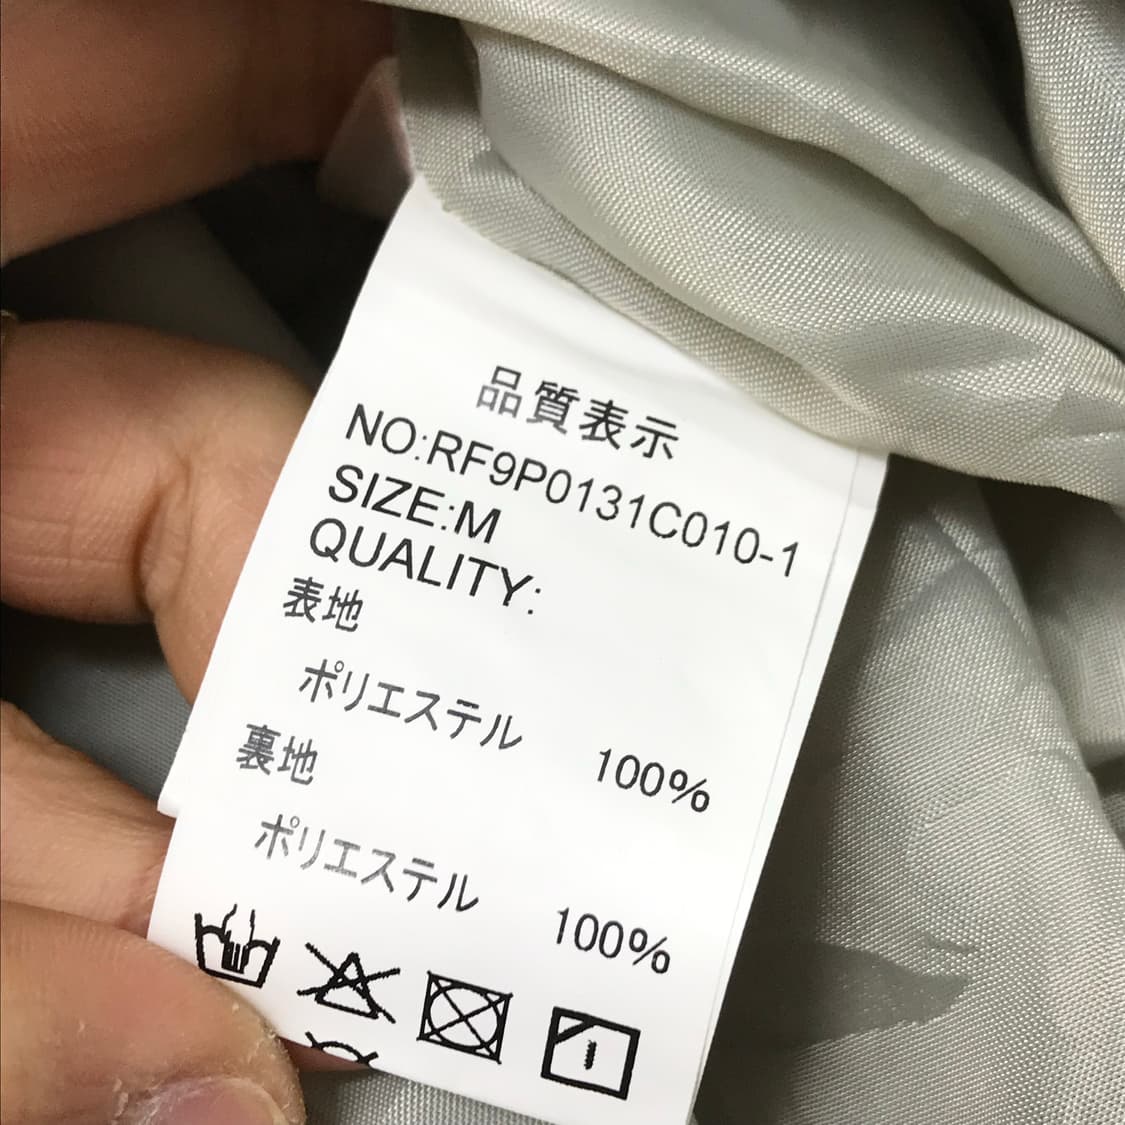 品質表示
NO:RF9P0131C010-1
SIZE:M
QUALITY:
表地
ポリエステル 100%
裏地
ポリエステル 100%